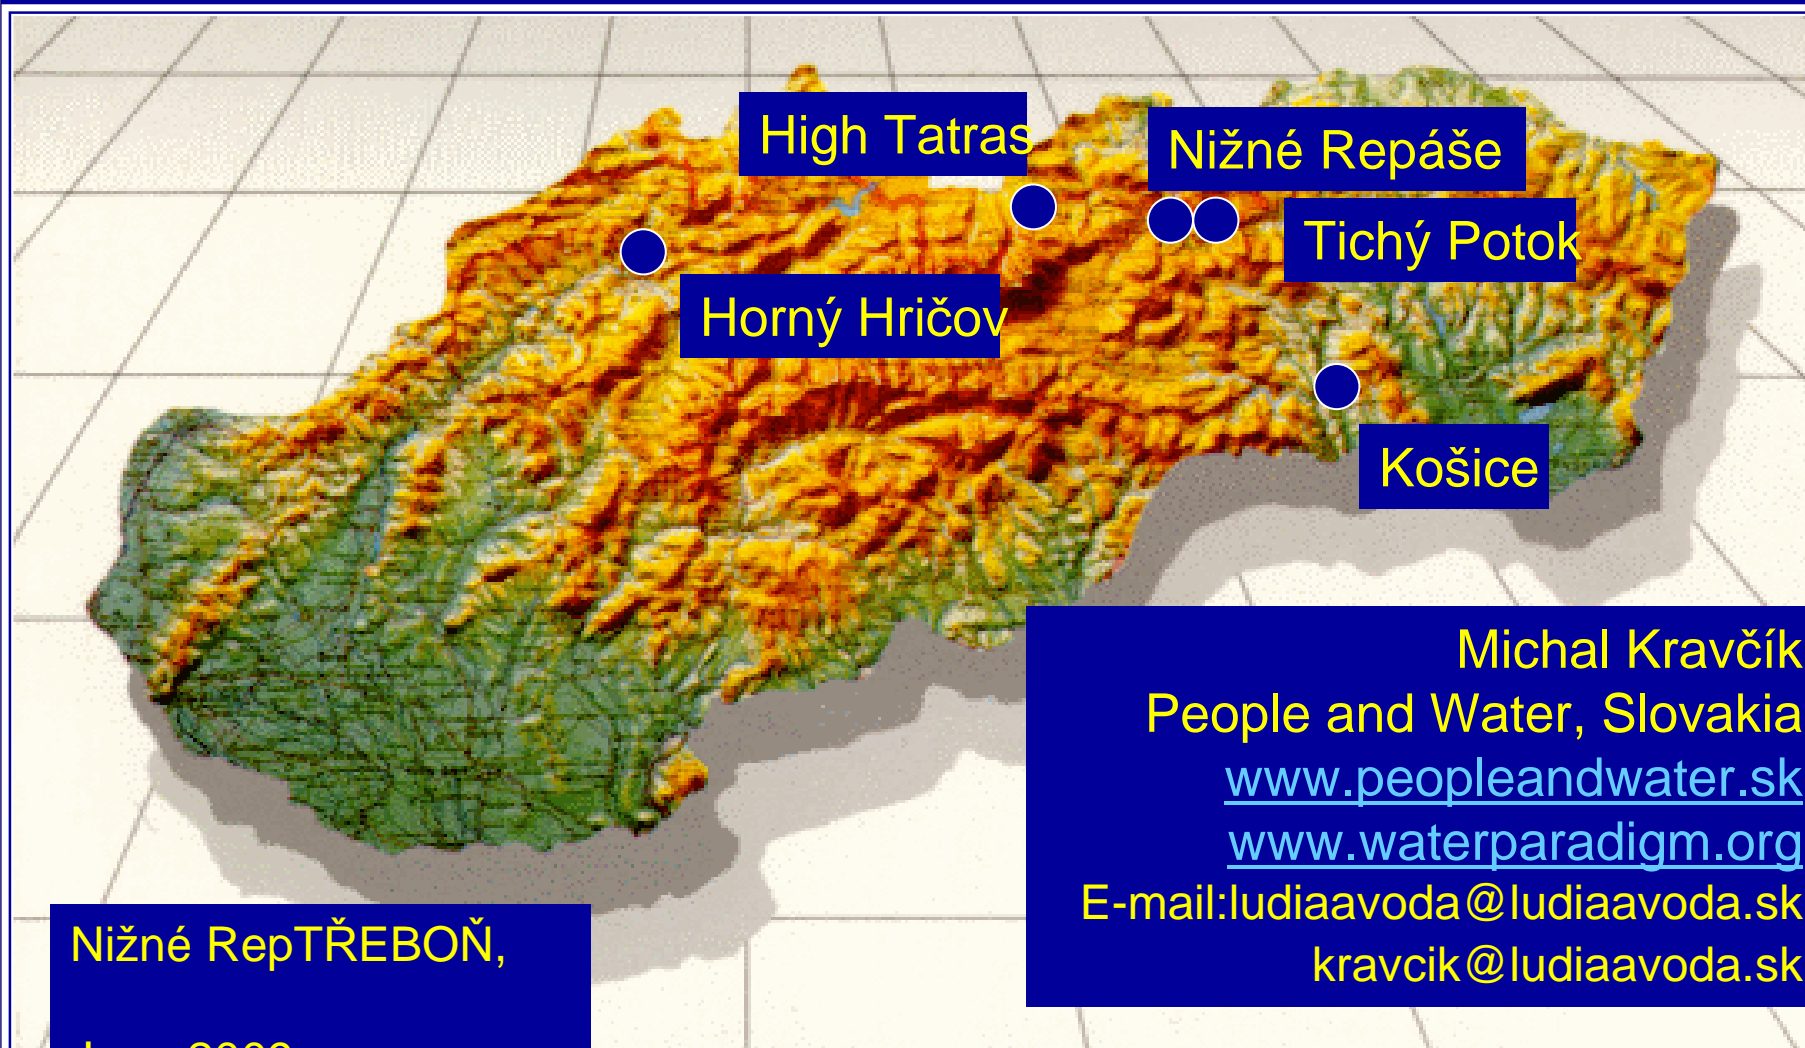 High Tatras
Nižné Repáše
Tichý Potok
Horný Hričov
Košice
Michal Kravčík
People and Water, Slovakia
www.peopleandwater.sk
www.waterparadigm.org
E-mail:ludiaavoda@ludiaavoda.sk
kravcik@ludiaavoda.sk
Nižné RepTŘEBOŇ,